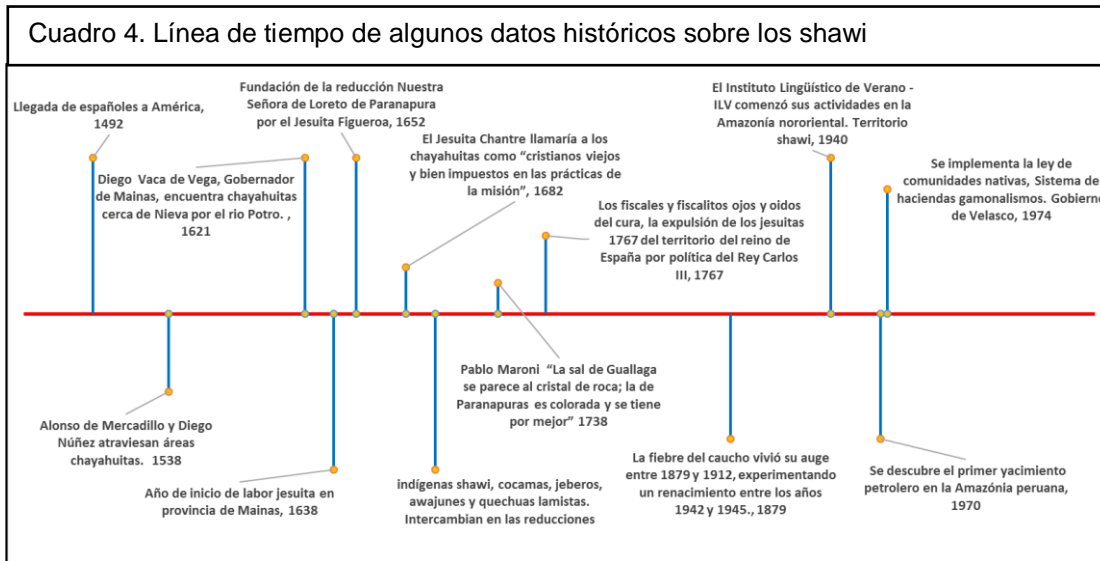 Cuadro 4. Línea de tiempo de algunos datos históricos sobre los shawi
Llegada de españoles a América,
1492
Diego Vaca de Vega, Gobernador
de Mainas, encuentra chayahuitas
cerca de Nieva por el rio Potro. ,
1621
Fundación de la reducción Nuestra
Señora de Loreto de Paranapura
por el Jesuita Figueroa, 1652
El Jesuita Chantre llamaría a los
chayahuitas como “cristianos viejos
y bien impuestos en las prácticas
de la misión”, 1682
Los fiscales y fiscalitos ojos y oidos
del cura, la expulsión de los jesuitas
1767 del territorio del reino de
España por política del Rey Carlos
III, 1767
El Instituto Lingüístico de Verano -
ILV comenzó sus actividades en la
Amazonía nororiental. Territorio
shawi, 1940
Se implementa la ley de
comunidades nativas, Sistema de
haciendas gamonalismos. Gobierno
de Velasco, 1974
Alonso de Mercadillo y Diego
Núñez atraviesan áreas
chayahuitas. 1538
Año de inicio de labor jesuita en
provincia de Mainas, 1638
indígenas shawi, cocamas, jeberos,
awajunes y quechuas lamistas.
Intercambian en las reducciones
Pablo Maroni “La sal de Guallaga
se parece al cristal de roca; la de
Paranapuras es colorada y se tiene
por mejor” 1738
La fiebre del caucho vivió su auge
entre 1879 y 1912, experimentando
un renacimiento entre los años
1942 y 1945., 1879
Se descubre el primer yacimiento
petrolero en la Amazónia peruana,
1970